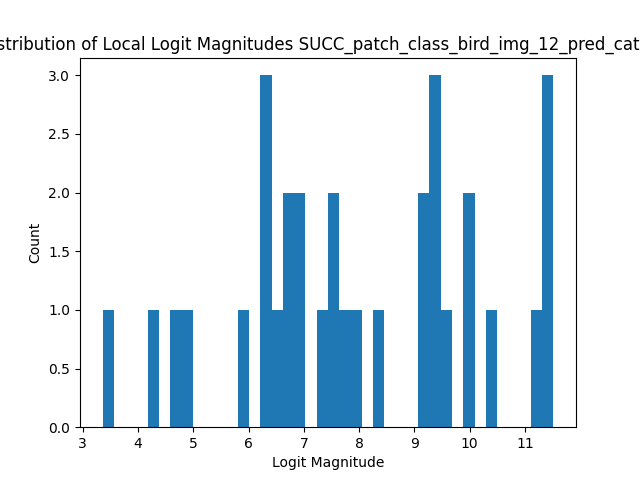 stribution of Local Logit Magnitudes SUCC_patch_class_bird_img_12_pred_cat
3.0
2.5
2.0
1.5
1.0
0.5
0.0
Count
3 4 5 6 7 8 9 10 11
Logit Magnitude